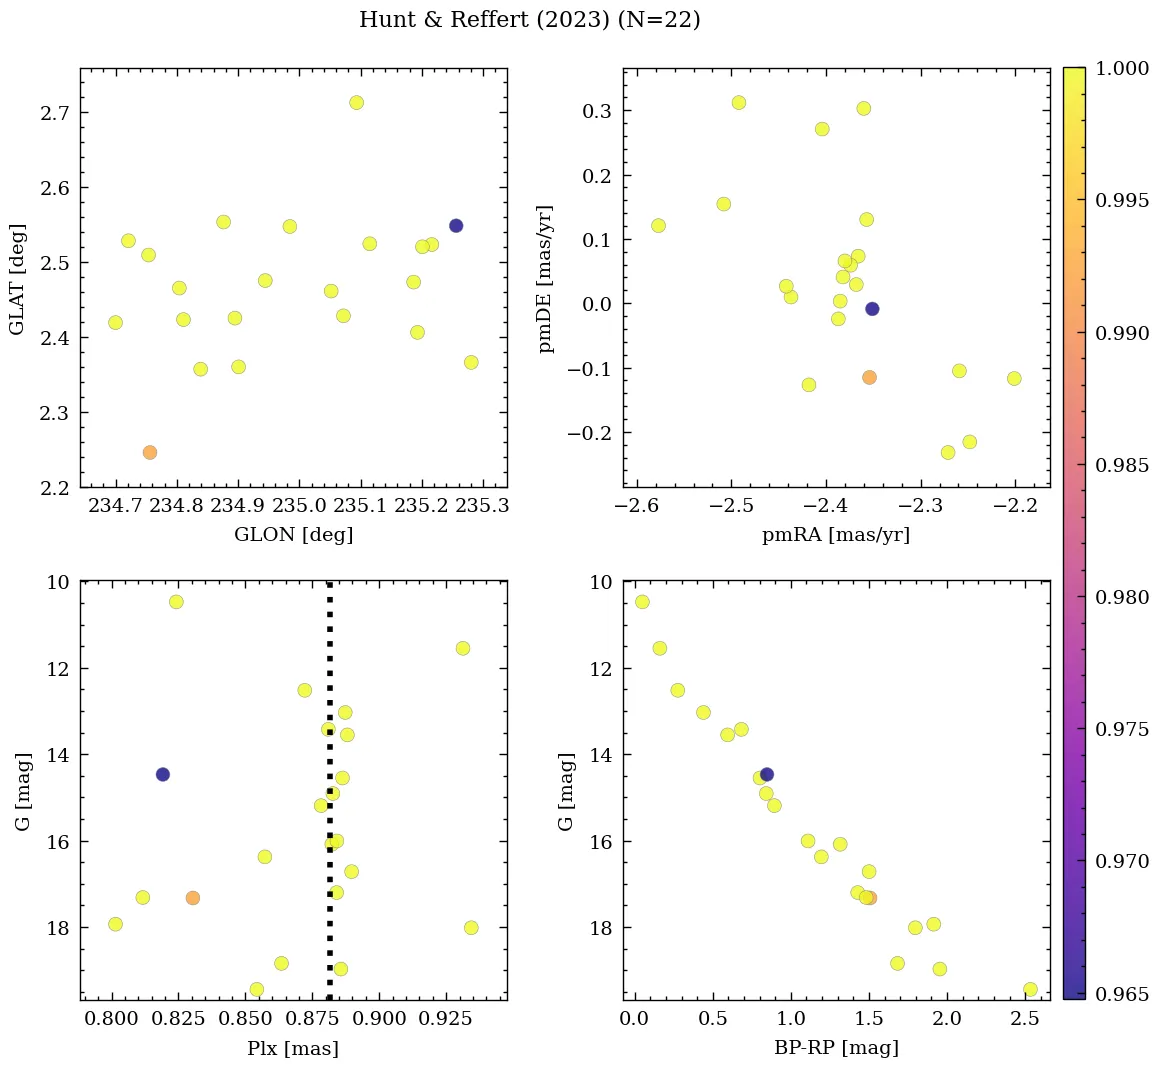 Hunt & Reffert (2023) (N=22)
2.7
2.6
2.5
2.4
2.3
2.2
GLAT [deg]
234.7 234.8 234.9 235.0 235.1 235.2 235.3
GLON [deg]
0.3
0.2
0.1
0.0
−0.1
−0.2
pmDE [mas/yr]
−2.6 −2.5 −2.4 −2.3 −2.2
pmRA [mas/yr]
1.000
0.995
0.990
0.985
0.980
0.975
0.970
0.965
10
12
14
16
18
G [mag]
0.800 0.825 0.850 0.875 0.900 0.925
Plx [mas]
10
12
14
16
18
G [mag]
0.0 0.5 1.0 1.5 2.0 2.5
BP-RP [mag]